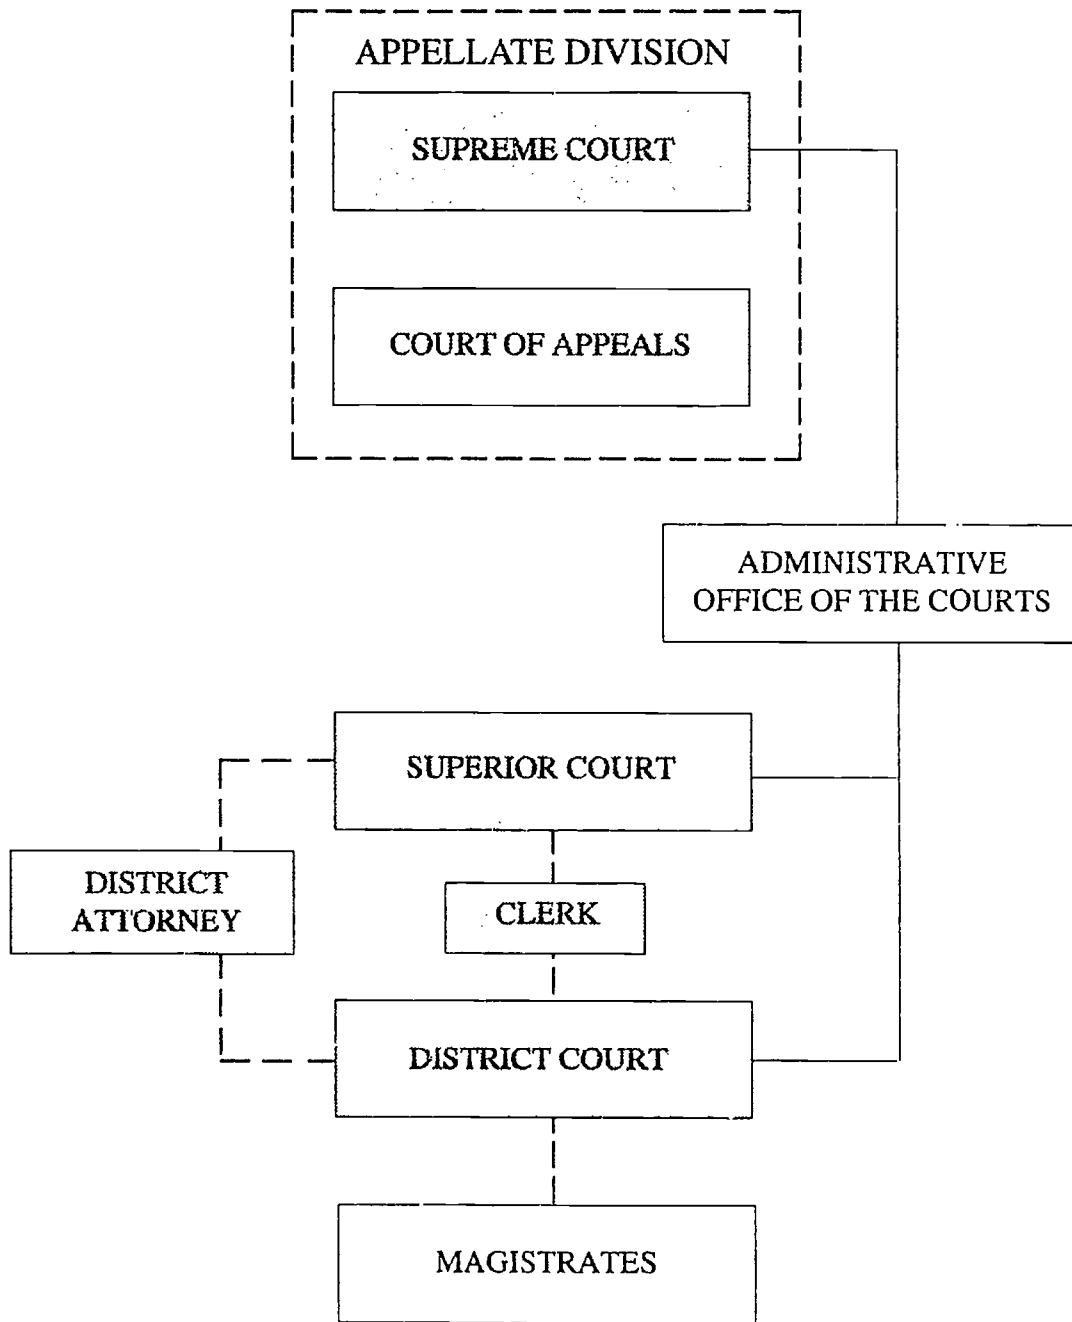 APPELLATE DIVISION
SUPREME COURT
COURT OF APPEALS
ADMINISTRATIVE
OFFICE OF THE COURTS
SUPERIOR COURT
DISTRICT
ATTORNEY
CLERK
DISTRICT COURT
MAGISTRATES